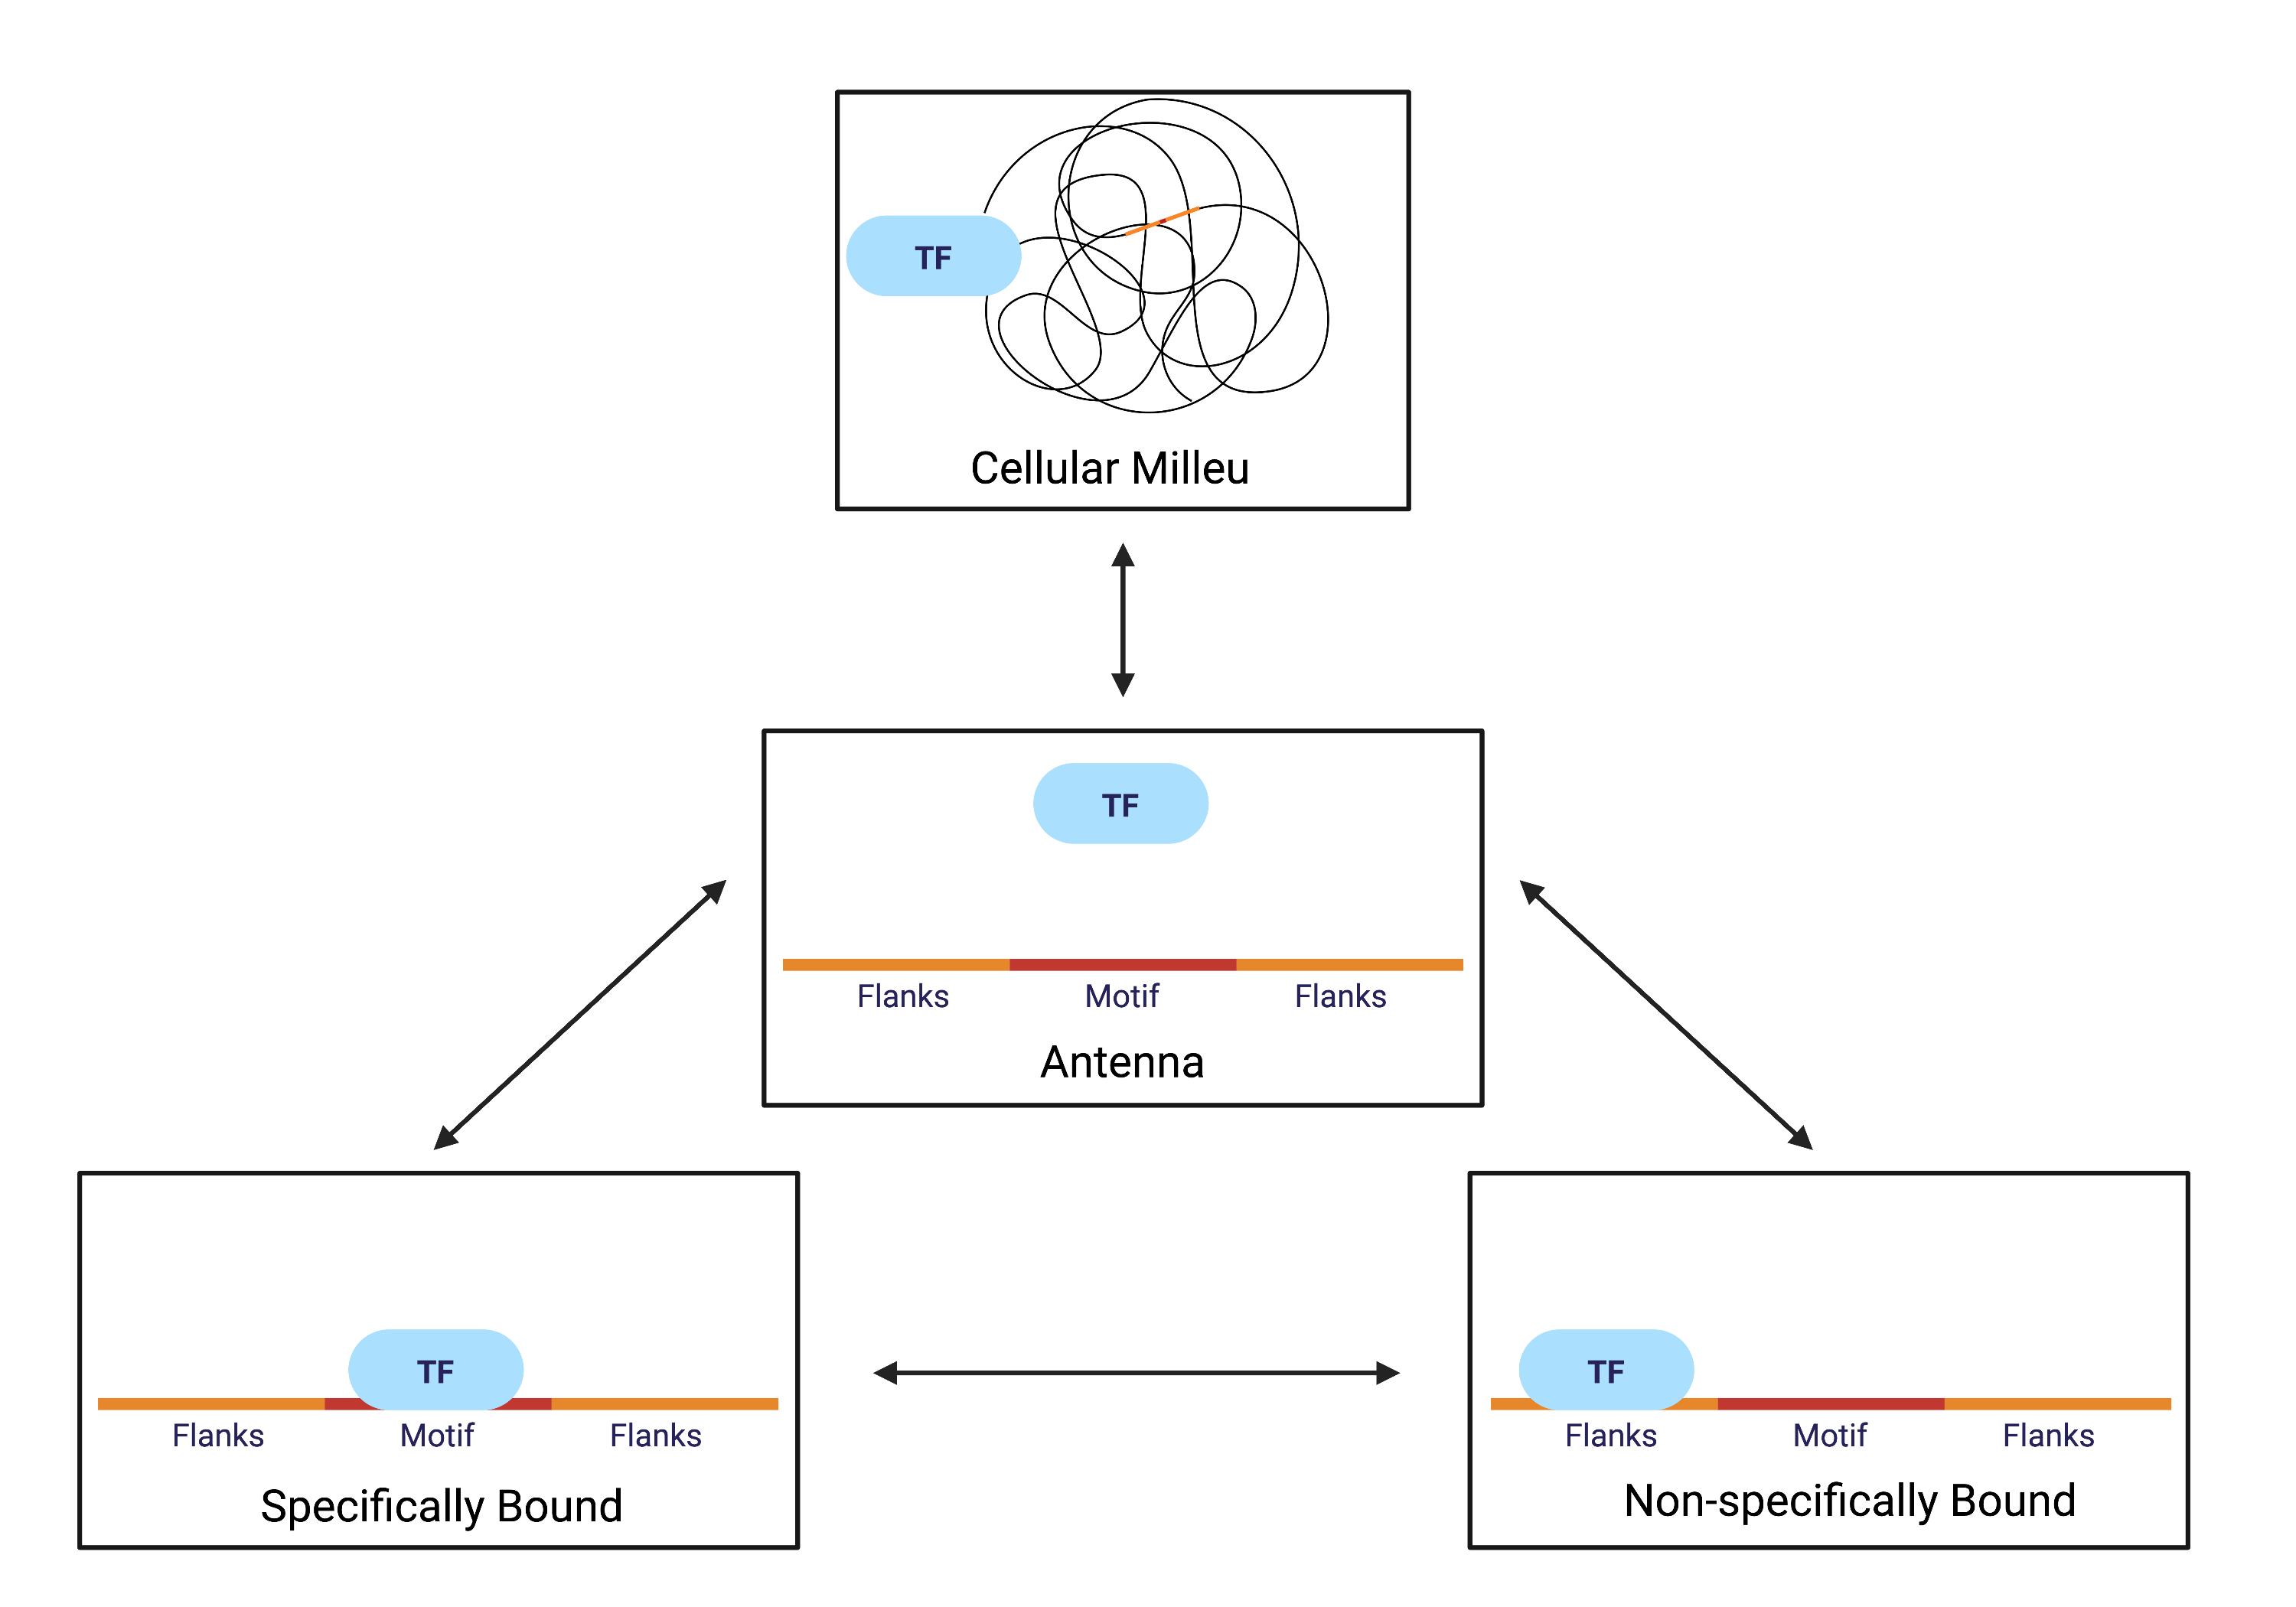 TF
Cellular Milleu
TF
Flanks Motif Flanks
Antenna
TF
Flanks Motif Flanks
Specifically Bound
TF
Flanks Motif Flanks
Non-specifically Bound